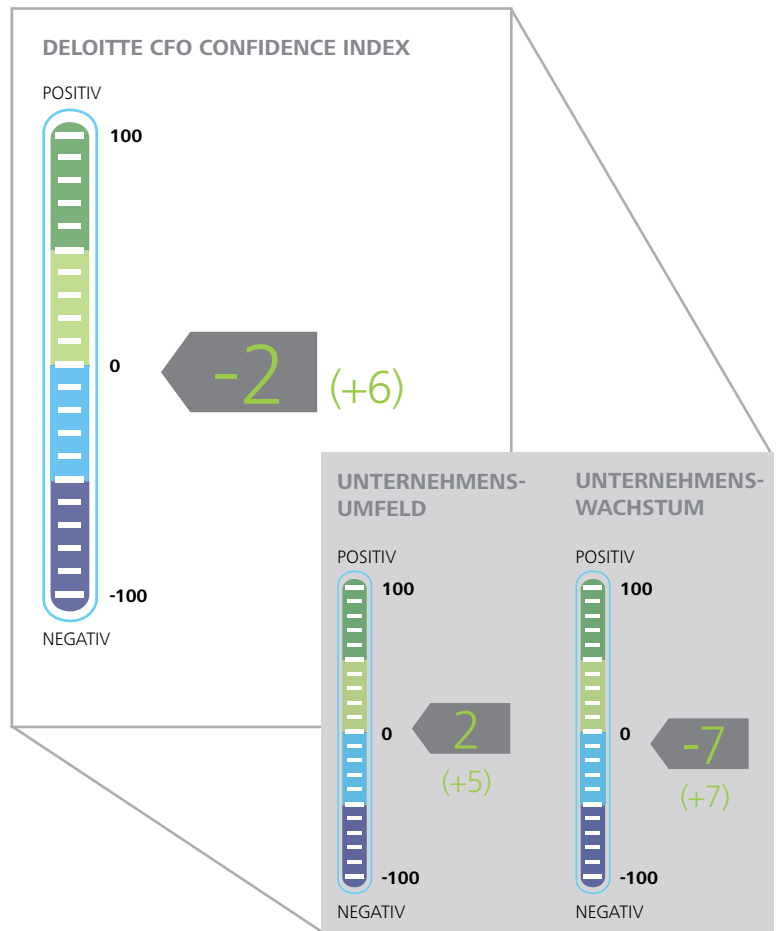 DELOITTE CFO CONFIDENCE INDEX
POSITIV
100
0
-2 (+6)
-100
NEGATIV
UNTERNEHMENS-
UMFELD
POSITIV
100
0
2
(+5)
-100
NEGATIV
UNTERNEHMENS-
WACHSTUM
POSITIV
100
0
-7
(+7)
-100
NEGATIV